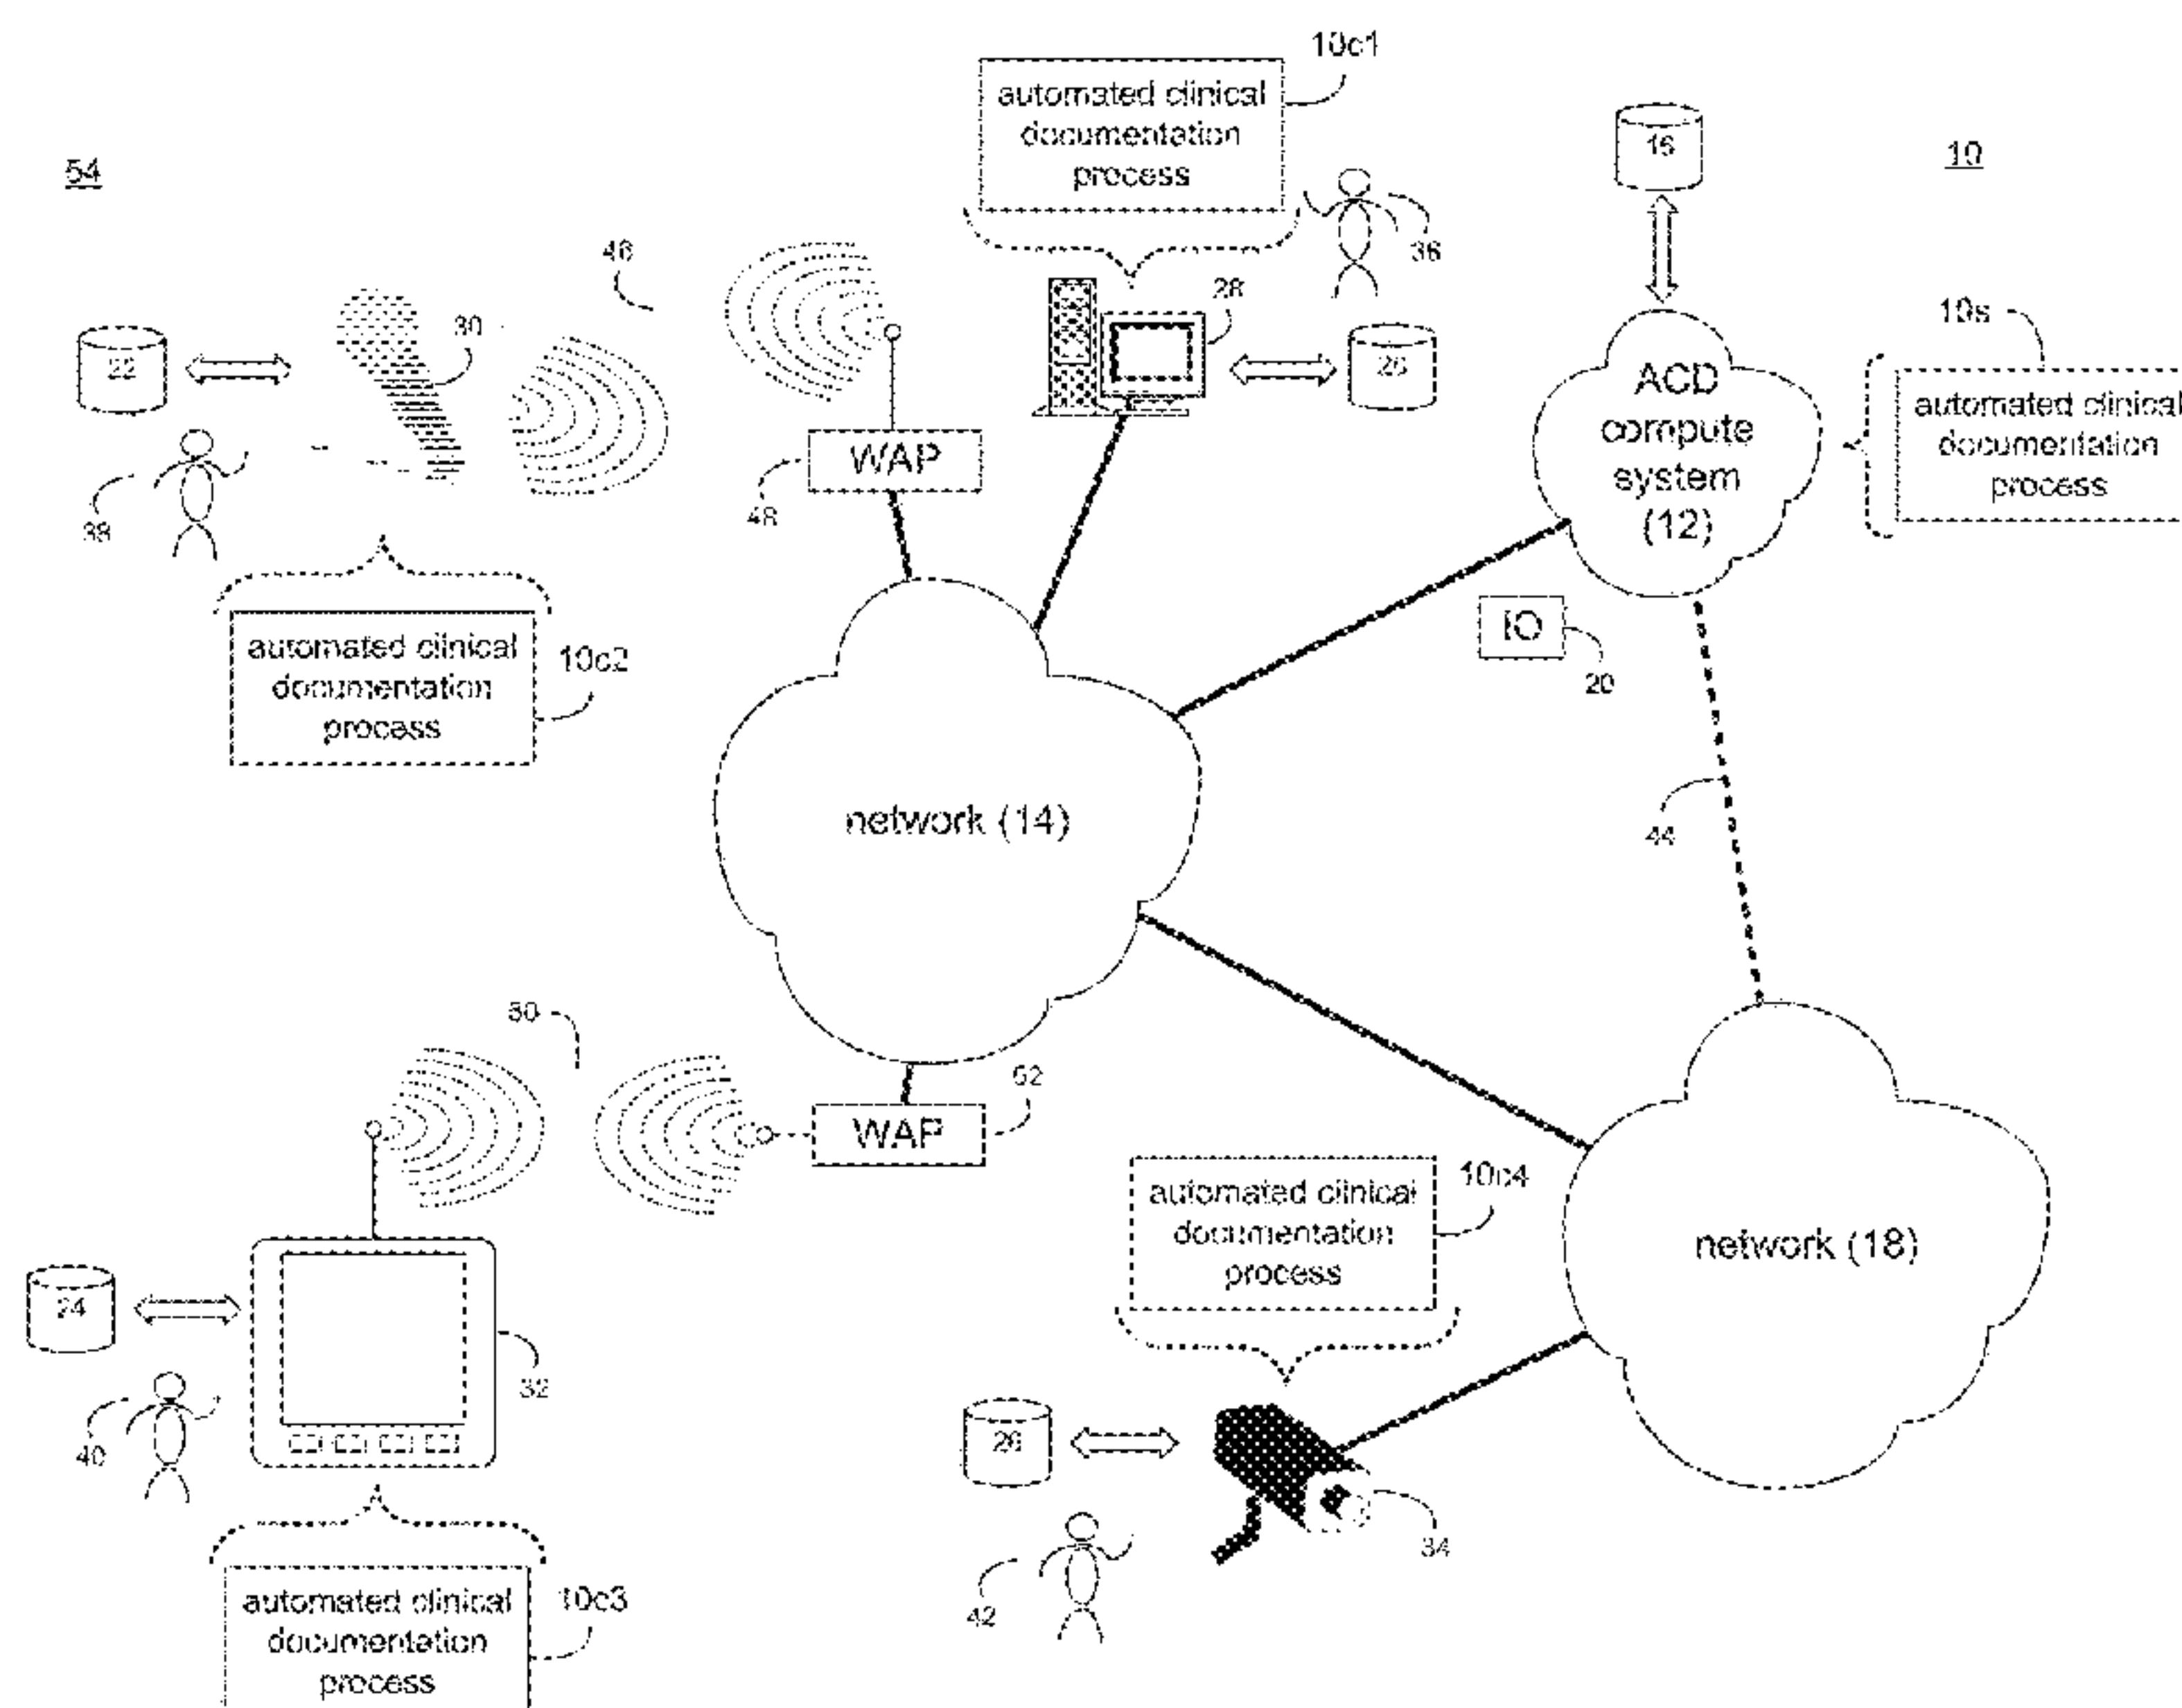 54
10
10c1
automated clinical
documentation
process
36
16
46
28
22
30
38
WAP
48
ACD
compute
system
(12)
10s
automated clinical
documentation
process
IO
20
automated clinical
documentation
process
10c2
network (14)
44
50
WAP
52
automated clinical
documentation
process
10c4
network (18)
24
32
40
34
42
automated clinical
documentation
process
10c3